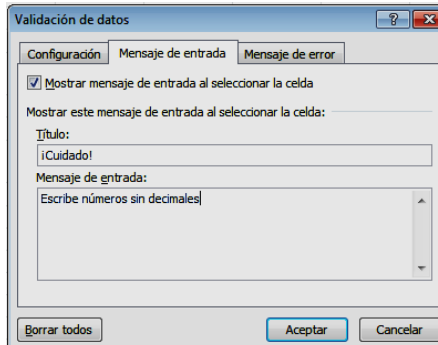 Validación de datos
Configuración Mensaje de entrada Mensaje de error
Mostrar mensaje de entrada al seleccionar la celda
Mostrar este mensaje de entrada al seleccionar la celda:
Título:
¡Cuidado!
Mensaje de entrada:
Escribe números sin decimales
Borrar todos Aceptar Cancelar